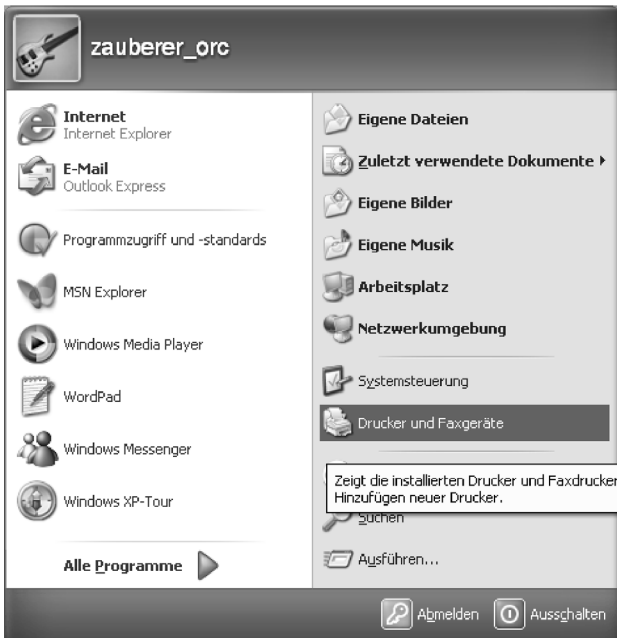 zauberer_orc
Internet
Internet Explorer
E-Mail
Outlook Express
Programmzugriff und -standards
MSN Explorer
Windows Media Player
WordPad
Windows Messenger
Windows XP-Tour
Alle Programme
Eigene Dateien
Zuletzt verwendete Dokumente
Eigene Bilder
Eigene Musik
Arbeitsplatz
Netzwerkumgebung
Systemsteuerung
Drucker und Faxgeräte
Zeigt die installierten Drucker und Faxdrucker
Hinzufügen neuer Drucker.
Suchen
Ausführen...
Abmelden
Ausschalten